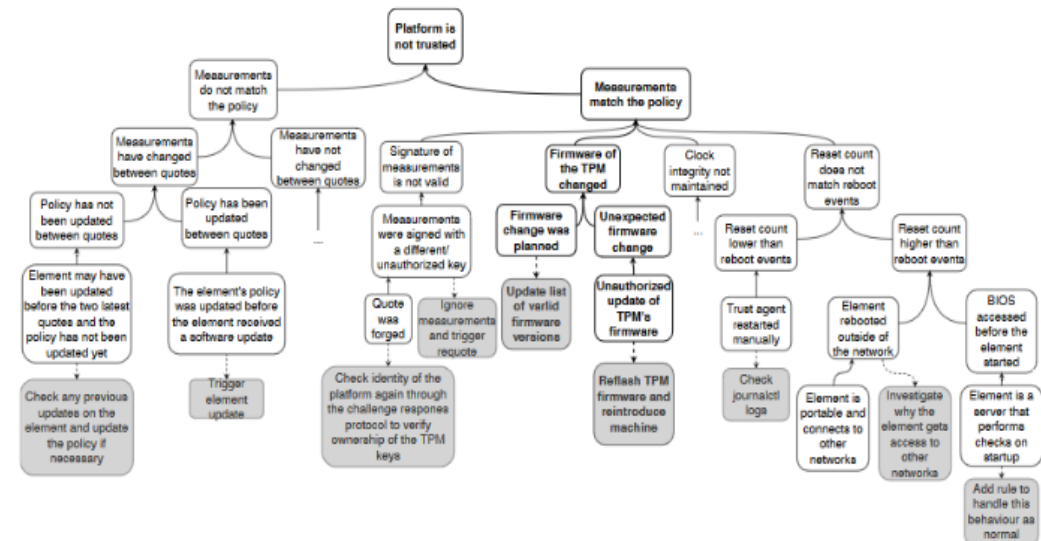 Platform is
not trusted
Measurements
do not match
the policy
Measurements
match the policy
Measurements
have changed
between quotes
Measurements
have not
changed
between quotes
Signature of
measurements
is not valid
Firmware of
the TPM
changed
Clock
integrity not
maintained
Reset count
does not
match reboot
events
Policy has not
been updated
between quotes
Policy has been
updated
between quotes
...
Measurements
were signed with
a different/
unauthorized key
Firmware
change was
planned
Unexpected
firmware
change
...
Reset count
lower than
reboot events
Reset count
higher than
reboot events
Element may have
been updated
before the two latest
quotes and the
policy has not been
updated yet
The element's policy
was updated before
the element received
a software update
Quote
was
forged
Ignore
measurements
and trigger
requote
Update list
of verlid
firmware
versions
Unauthorized
update of
TPM's
firmware
Trust agent
restarted
manually
Element
rebooted
outside of
the network
BIOS
accessed
before the
element
started
Check any previous
updates on the
element and update
the policy if
necessary
Trigger
element
update
Check identity of the
platform again through
the challenge response
protocol to verify
ownership of the TPM
keys
Reflash TPM
firmware and
reintroduce
machine
Check
journalctl
logs
Element is
portable and
connects to
other
networks
Investigate
why the
element gets
access to
other
networks
Element is a
server that
performs
checks on
startup
Add rule to
handle this
behaviour as
normal